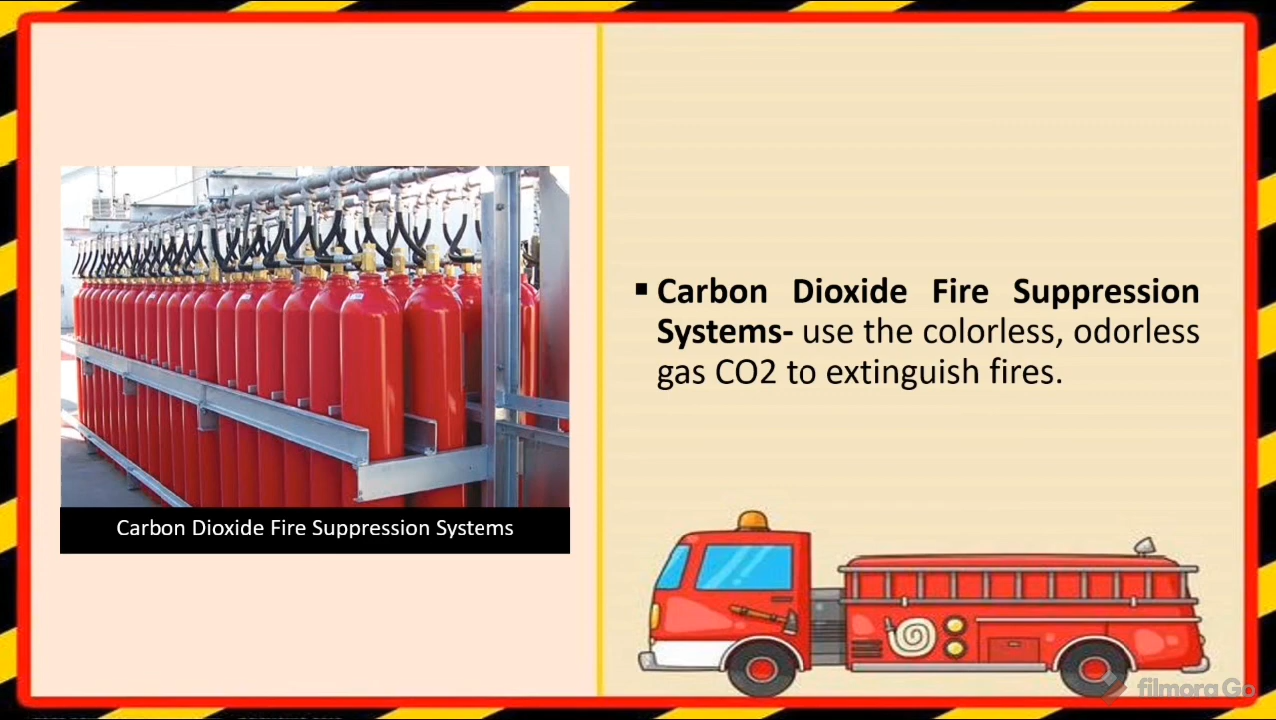 Carbon Dioxide Fire Suppression Systems
▪ Carbon Dioxide Fire Suppression
Systems- use the colorless, odorless
gas CO2 to extinguish fires.
filmora Go